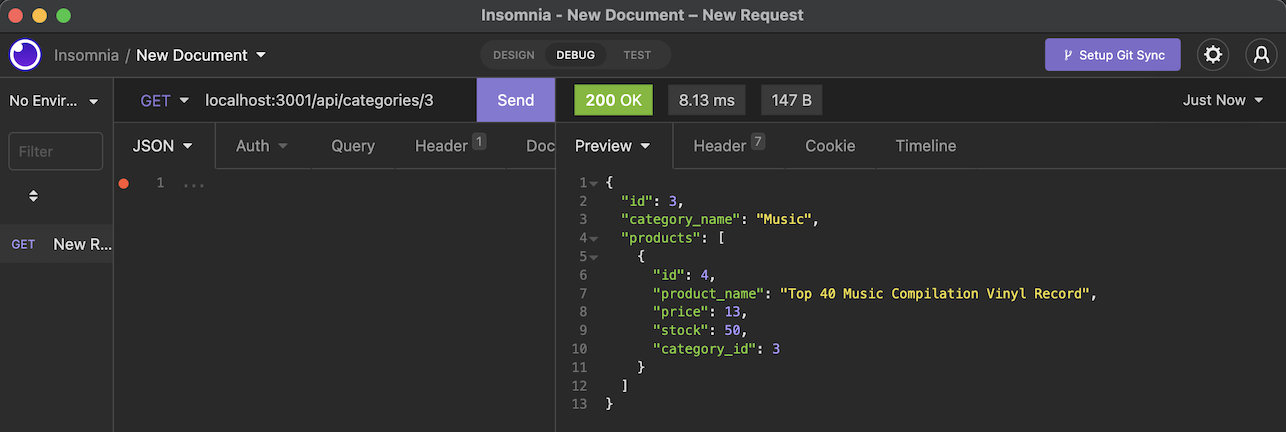 Insomnia - New Document – New Request
Insomnia / New Document
DESIGN DEBUG TEST
Setup Git Sync
No Envir...
GET localhost:3001/api/categories/3 Send
200 OK 8.13 ms 147 B
Just Now
Filter
JSON Auth Query Header 1 Doc
Preview Header 7 Cookie Timeline
GET New R...
1 ...
1 {
2 "id": 3,
3 "category_name": "Music",
4 "products": [
5 {
6 "id": 4,
7 "product_name": "Top 40 Music Compilation Vinyl Record",
8 "price": 13,
9 "stock": 50,
10 "category_id": 3
11 }
12 ]
13 }